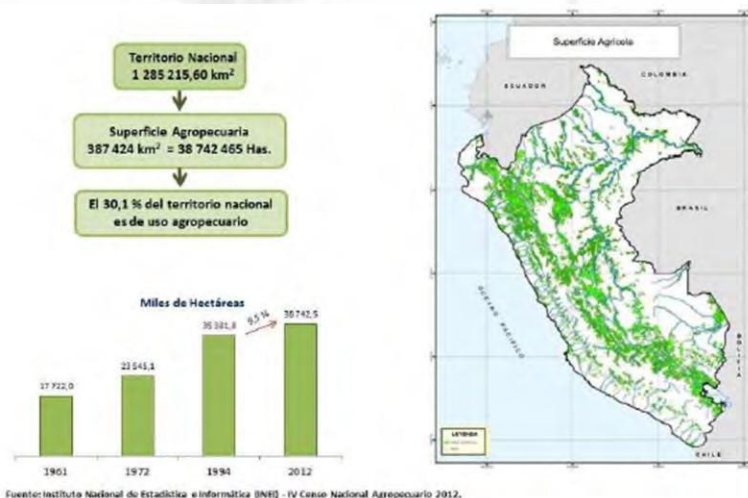 Territorio Nacional
1 285 215,60 km²
Superficie Agropecuaria
387 424 km² = 38 742 465 Has.
El 30,1 % del territorio nacional
es de uso agropecuario
Miles de Hectáreas
17 722,0
23 545,1
35 381,8
9,5 %
38 742,5
1961
1972
1994
2012
Superficie Agrícola
ECUADOR
COLOMBIA
BRASIL
OCEANO PACIFICO
BOLIVIA
CHILE
LEYENDA
Fuente: Instituto Nacional de Estadística e Informática (INEI) - IV Censo Nacional Agropecuario 2012.